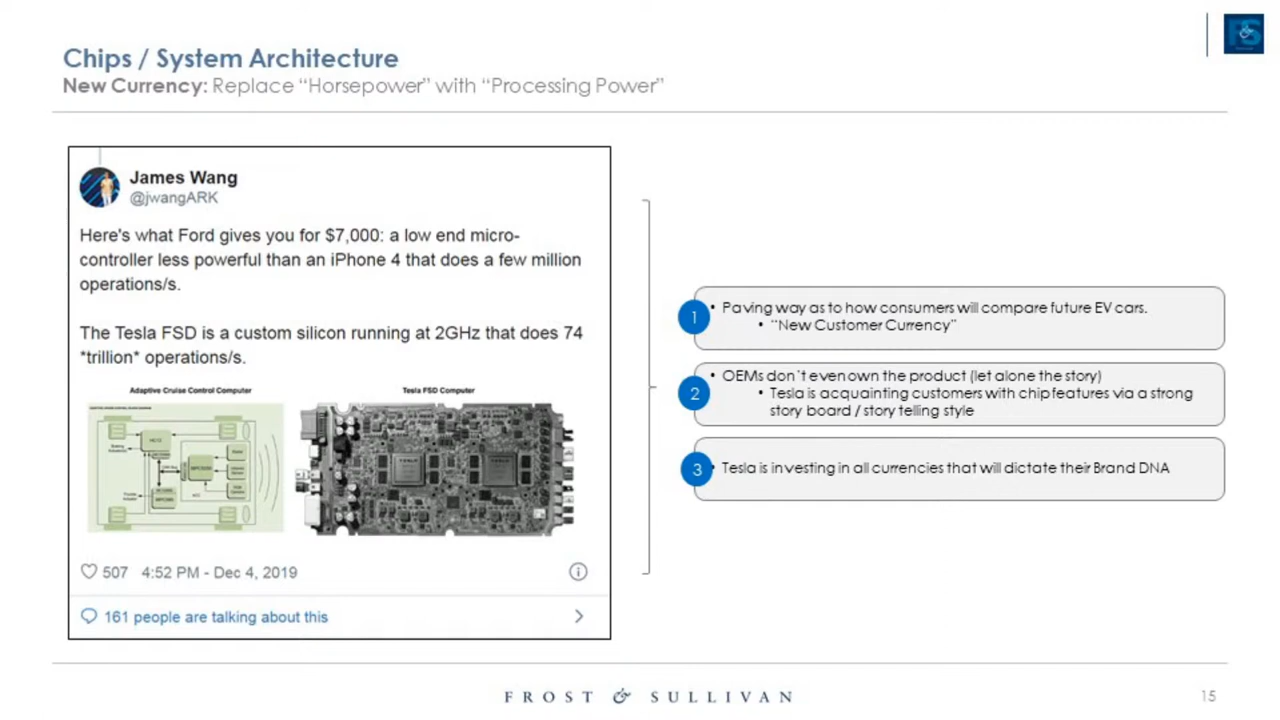 Chips / System Architecture
New Currency: Replace “Horsepower” with “Processing Power”
James Wang
@jwangARK
Here's what Ford gives you for $7,000: a low end micro-
controller less powerful than an iPhone 4 that does a few million
operations/s.
The Tesla FSD is a custom silicon running at 2GHz that does 74
*trillion* operations/s.
Adaptive Cruise Control Computer
Tesla FSD Computer
507 4:52 PM - Dec 4, 2019
161 people are talking about this
1
• Paving way as to how consumers will compare future EV cars.
• “New Customer Currency”
2
• OEMs don't even own the product (let alone the story)
• Tesla is acquainting customers with chip features via a strong
story board / story telling style
3
• Tesla is investing in all currencies that will dictate their Brand DNA
FROST & SULLIVAN
15